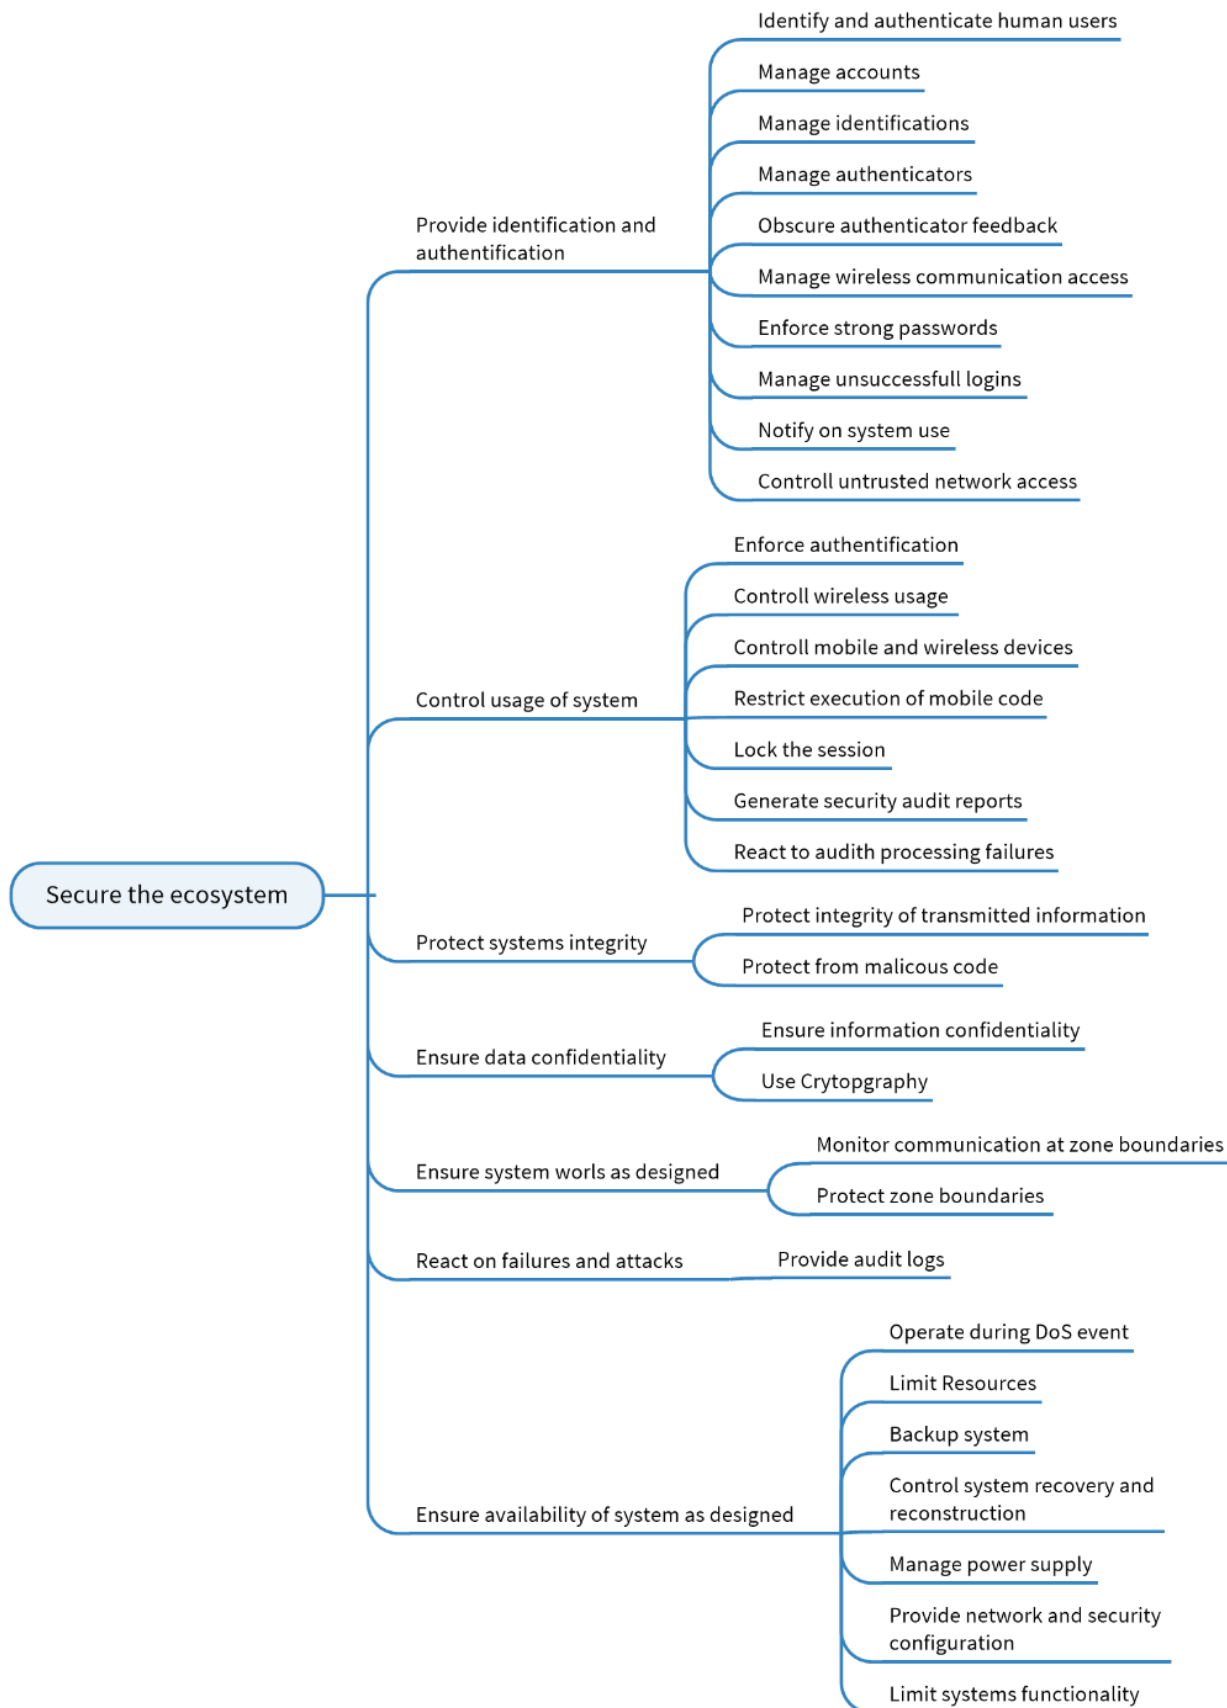 Secure the ecosystem
Provide identification and
authentification
Identify and authenticate human users
Manage accounts
Manage identifications
Manage authenticators
Obscure authenticator feedback
Manage wireless communication access
Enforce strong passwords
Manage unsuccessfull logins
Notify on system use
Controll untrusted network access
Control usage of system
Enforce authentification
Controll wireless usage
Controll mobile and wireless devices
Restrict execution of mobile code
Lock the session
Generate security audit reports
React to audith processing failures
Protect systems integrity
Protect integrity of transmitted information
Protect from malicous code
Ensure data confidentiality
Ensure information confidentiality
Use Crytopgraphy
Ensure system worls as designed
Monitor communication at zone boundaries
Protect zone boundaries
React on failures and attacks
Provide audit logs
Ensure availability of system as designed
Operate during DoS event
Limit Resources
Backup system
Control system recovery and
reconstruction
Manage power supply
Provide network and security
configuration
Limit systems functionality